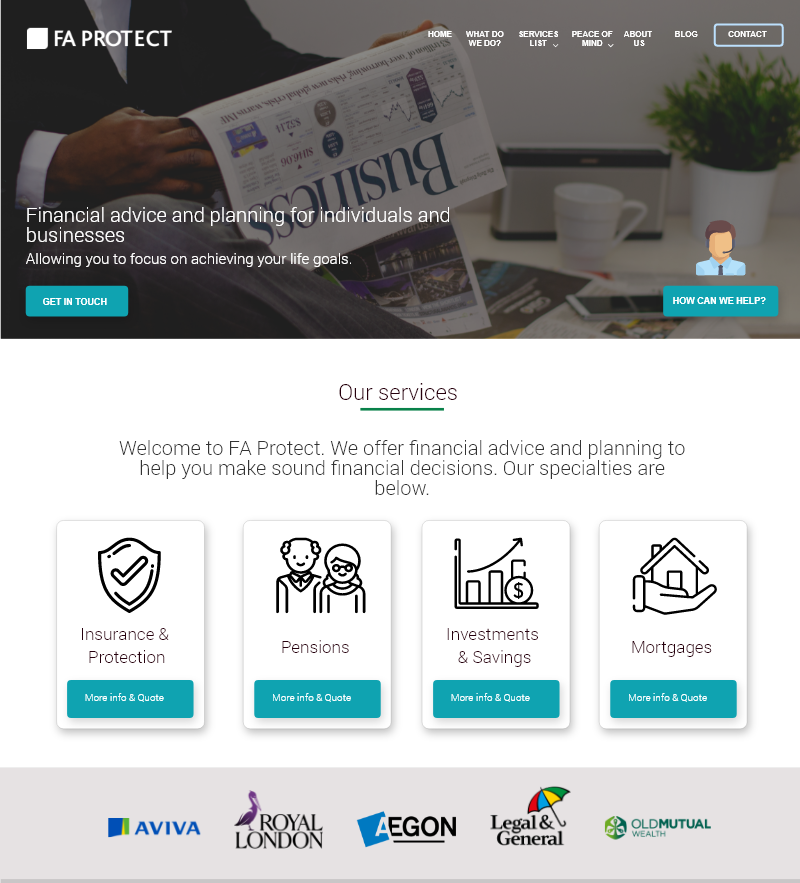 FA PROTECT
HOME
WHAT DO
WE DO?
SERVICES
LIST
PEACE OF
MIND
ABOUT
US
BLOG
CONTACT
Business
Financial advice and planning for individuals and
businesses
Allowing you to focus on achieving your life goals.
GET IN TOUCH
HOW CAN WE HELP?
Our services
Welcome to FA Protect. We offer financial advice and planning to
help you make sound financial decisions. Our specialties are
below.
Insurance &
Protection
More info & Quote
Pensions
More info & Quote
$
Investments
& Savings
More info & Quote
Mortgages
More info & Quote
AVIVA
ROYAL
LONDON
AEGON
Legal &
General
OLDMUTUAL
WEALTH